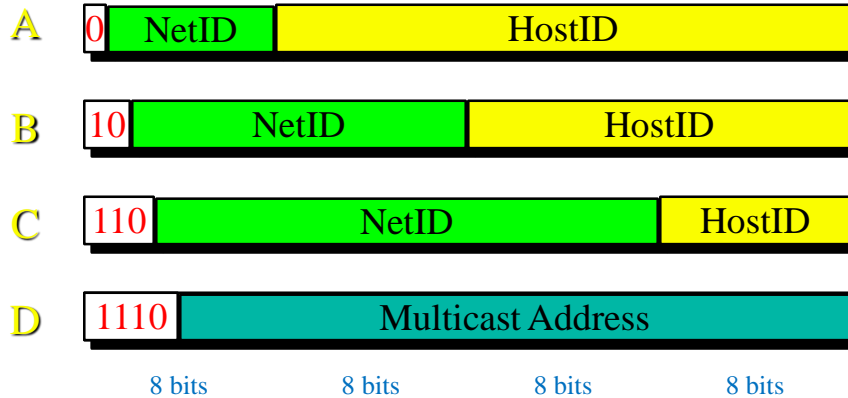 A 0 NetID HostID
B 10 NetID HostID
C 110 NetID HostID
D 1110 Multicast Address
8 bits 8 bits 8 bits 8 bits